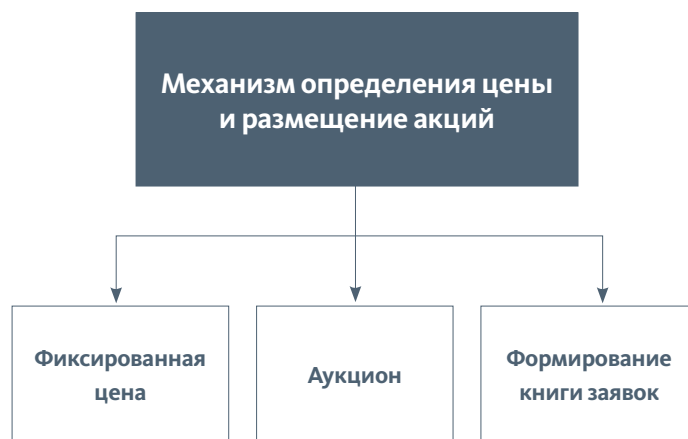 Механизм определения цены
и размещение акций
Фиксированная
цена
Аукцион
Формирование
книги заявок